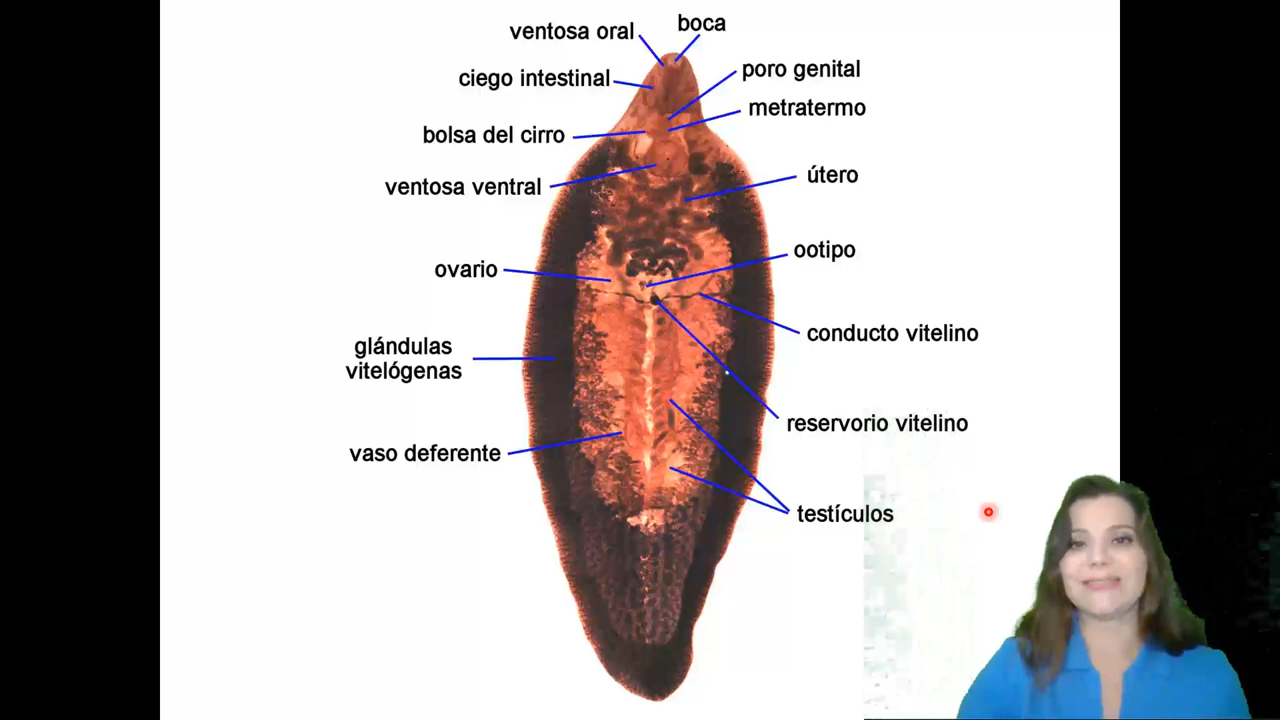 boca
ventosa oral
poro genital
ciego intestinal
metratermo
bolsa del cirro
útero
ventosa ventral
ootipo
ovario
conducto vitelino
glándulas
vitelógenas
reservorio vitelino
vaso deferente
testículos